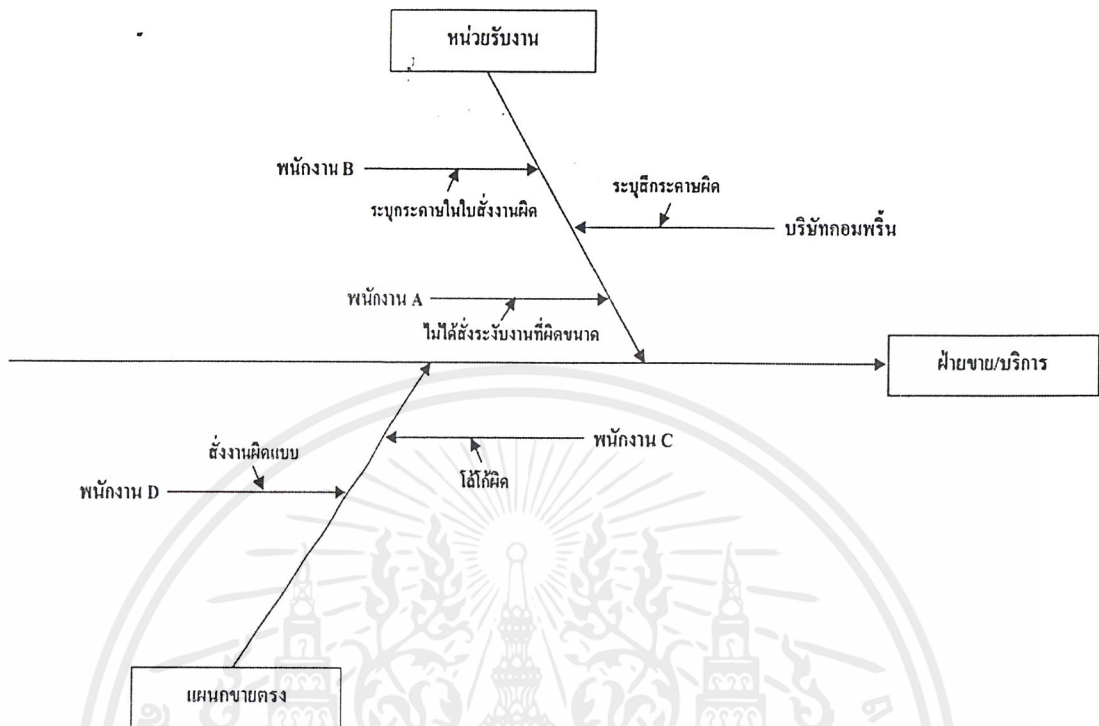 หน่วยรับงาน
พนักงาน B
ระบุกระดาษในใบสั่งงานผิด
ระบุสีกระดาษผิด
บริษัทกอมพริ้น
พนักงาน A
ไม่ได้สั่งระงับงานที่ผิดขนาด
ฝ่ายขาย/บริการ
พนักงาน C
โลโก้ผิด
สั่งงานผิดแบบ
พนักงาน D
แผนกขายตรง